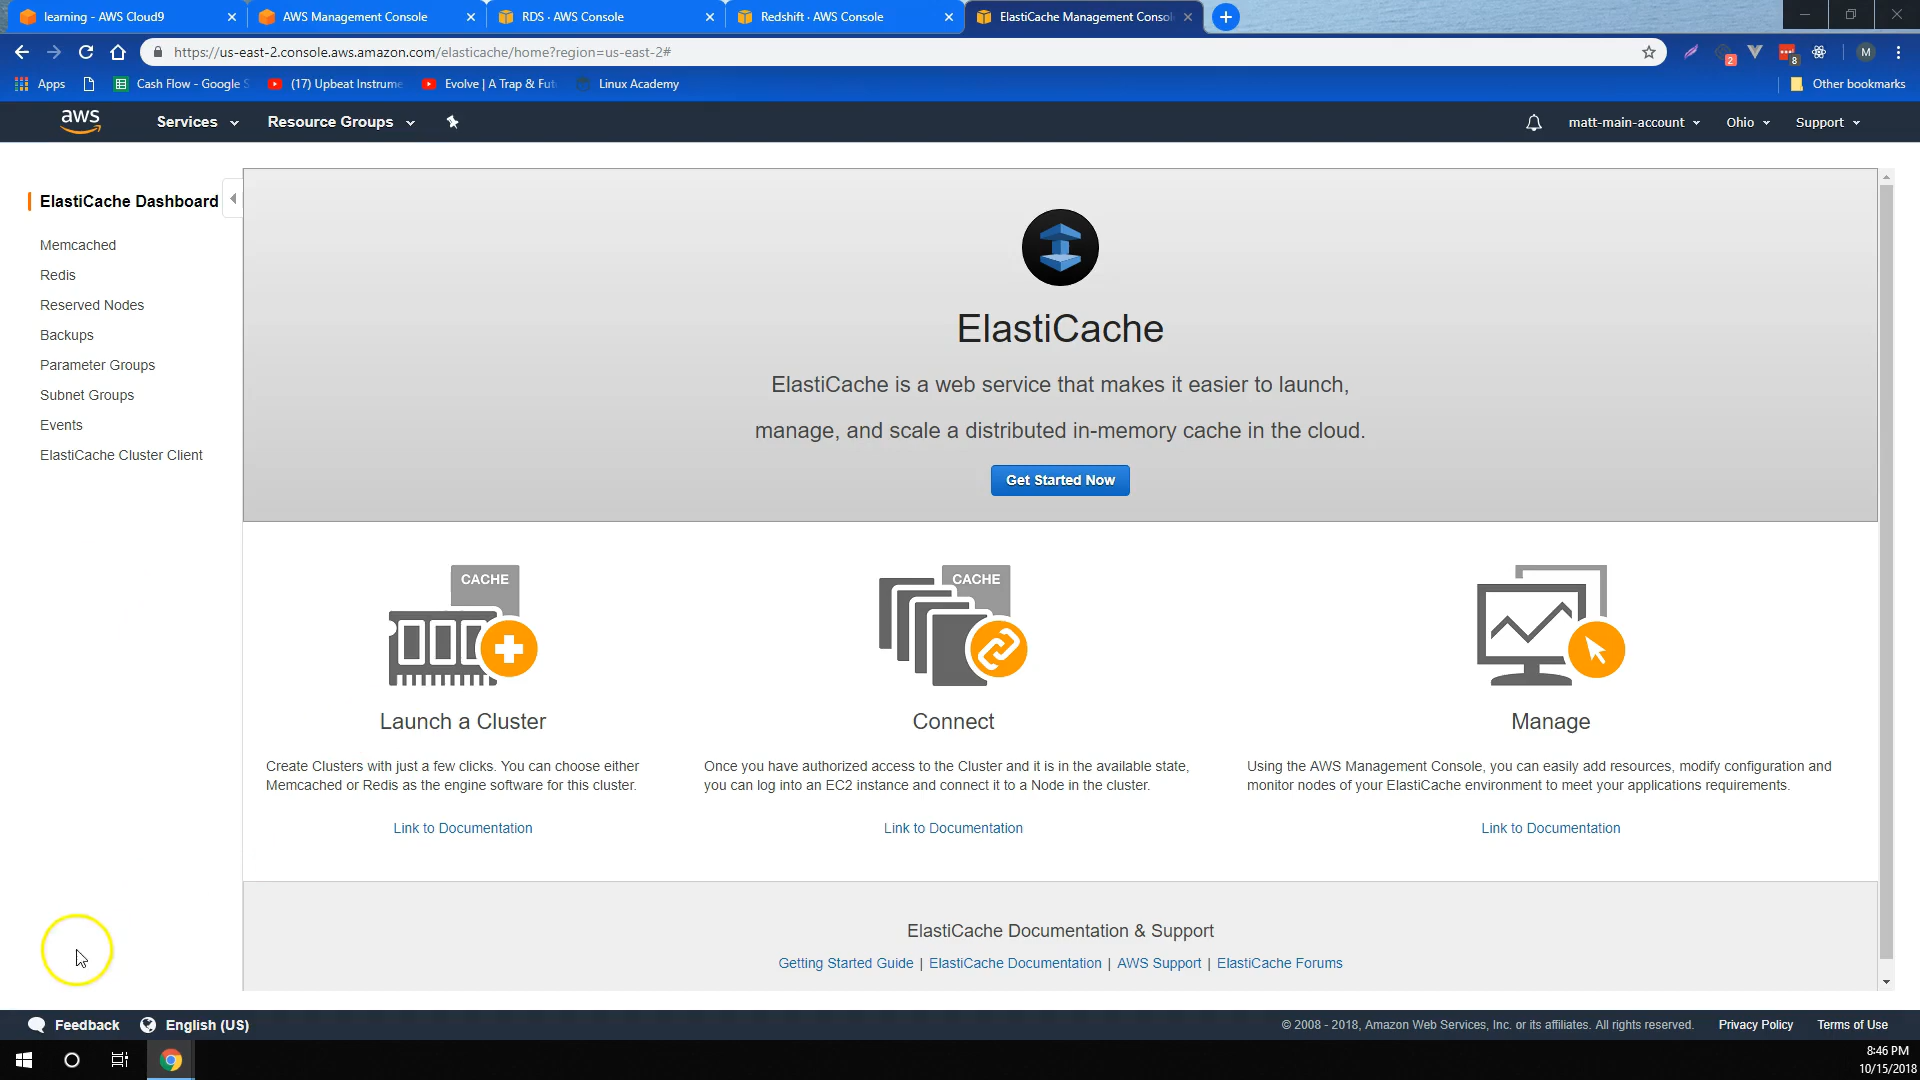 learning - AWS Cloud9
AWS Management Console
RDS · AWS Console
Redshift · AWS Console
ElastiCache Management Consol
https://us-east-2.console.aws.amazon.com/elasticache/home?region=us-east-2#
2
8
M
Apps
Cash Flow - Google S
(17) Upbeat Instrume
Evolve | A Trap & Fut
Linux Academy
Other bookmarks
aws
Services
Resource Groups
matt-main-account
Ohio
Support
ElastiCache Dashboard
Memcached
Redis
Reserved Nodes
Backups
Parameter Groups
Subnet Groups
Events
ElastiCache Cluster Client
ElastiCache
ElastiCache is a web service that makes it easier to launch,
manage, and scale a distributed in-memory cache in the cloud.
Get Started Now
CACHE
Launch a Cluster
Create Clusters with just a few clicks. You can choose either
Memcached or Redis as the engine software for this cluster.
Link to Documentation
CACHE
Connect
Once you have authorized access to the Cluster and it is in the available state,
you can log into an EC2 instance and connect it to a Node in the cluster.
Link to Documentation
Manage
Using the AWS Management Console, you can easily add resources, modify configuration and
monitor nodes of your ElastiCache environment to meet your applications requirements.
Link to Documentation
ElastiCache Documentation & Support
Getting Started Guide | ElastiCache Documentation | AWS Support | ElastiCache Forums
Feedback
English (US)
© 2008 - 2018, Amazon Web Services, Inc. or its affiliates. All rights reserved.
Privacy Policy
Terms of Use
8:46 PM
10/15/2018